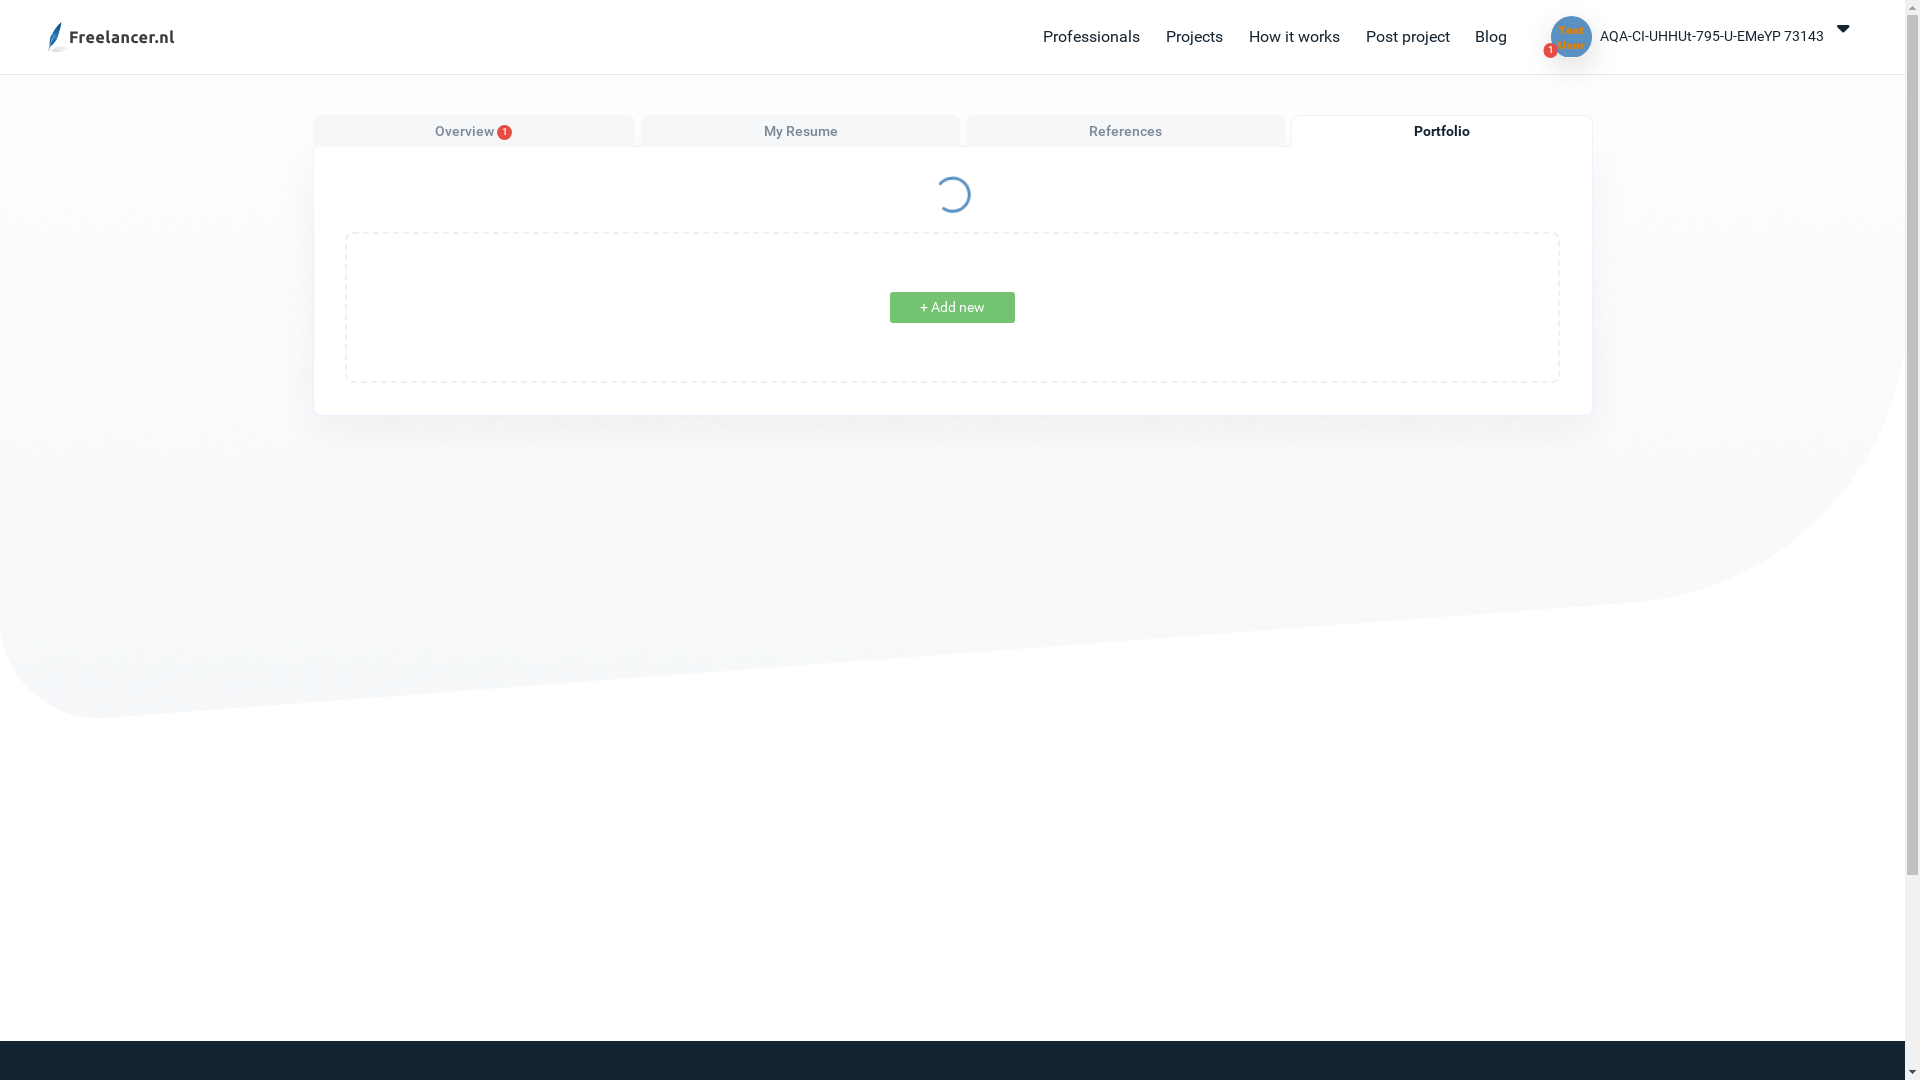 Freelancer.nl
Professionals
Projects
How it works
Post project
Blog
Test
User
1
AQA-CI-UHHUt-795-U-EMeYP 73143
Overview 1
My Resume
References
Portfolio
+ Add new